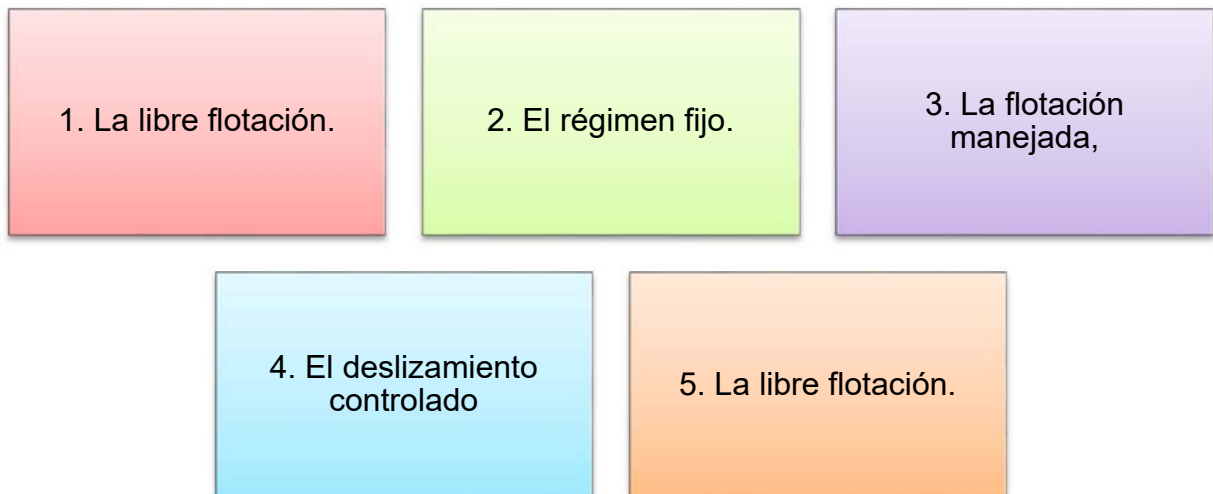 1. La libre flotación.
2. El régimen fijo.
3. La flotación
manejada,
4. El deslizamiento
controlado
5. La libre flotación.